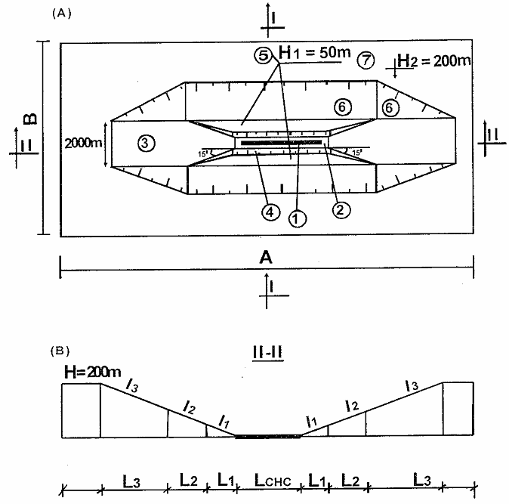 (A)
I
⑤ H1 = 50m ⑦
H2 = 200m
B
⑥ ⑥
II 2000m ③ II
15° 15°
④ ① ②
A
I
(B) II-II
H=200m
l3 l2 l1 l1 l2 l3
L3 L2 L1 LCHC L1 L2 L3